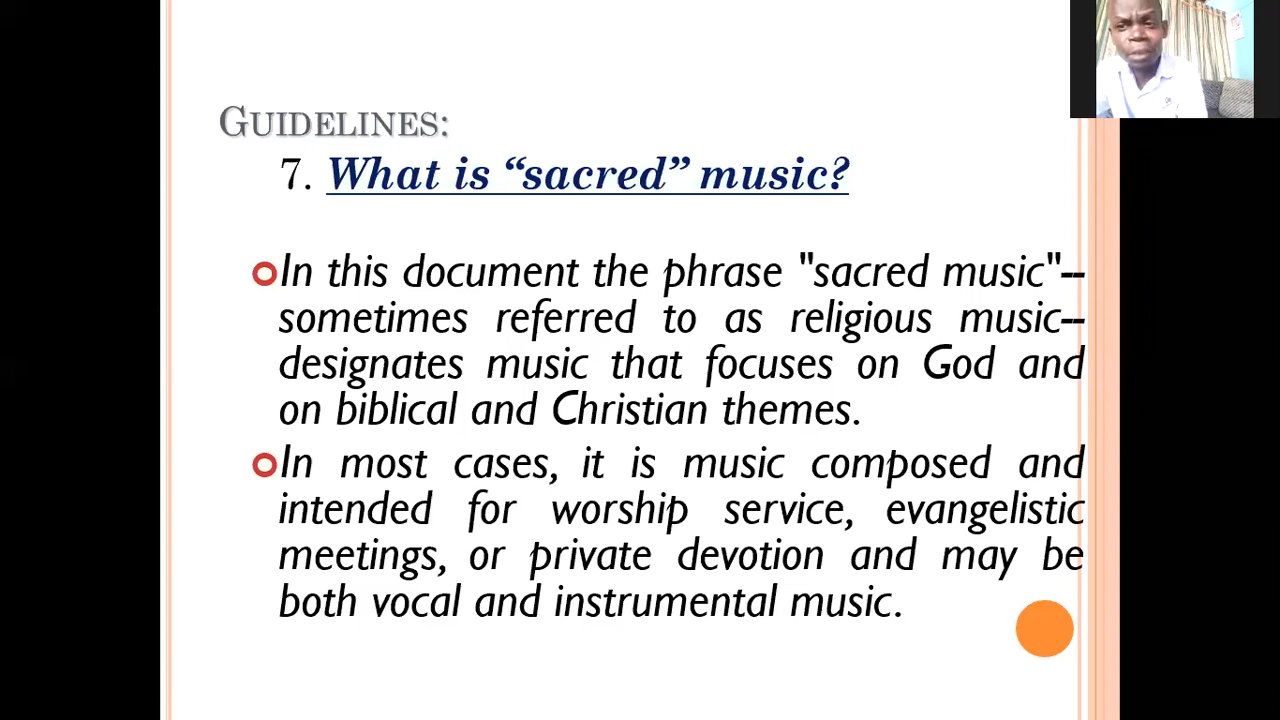 GUIDELINES:
7. What is “sacred” music?
In this document the phrase "sacred music"--
sometimes referred to as religious music--
designates music that focuses on God and
on biblical and Christian themes.
In most cases, it is music composed and
intended for worship service, evangelistic
meetings, or private devotion and may be
both vocal and instrumental music.